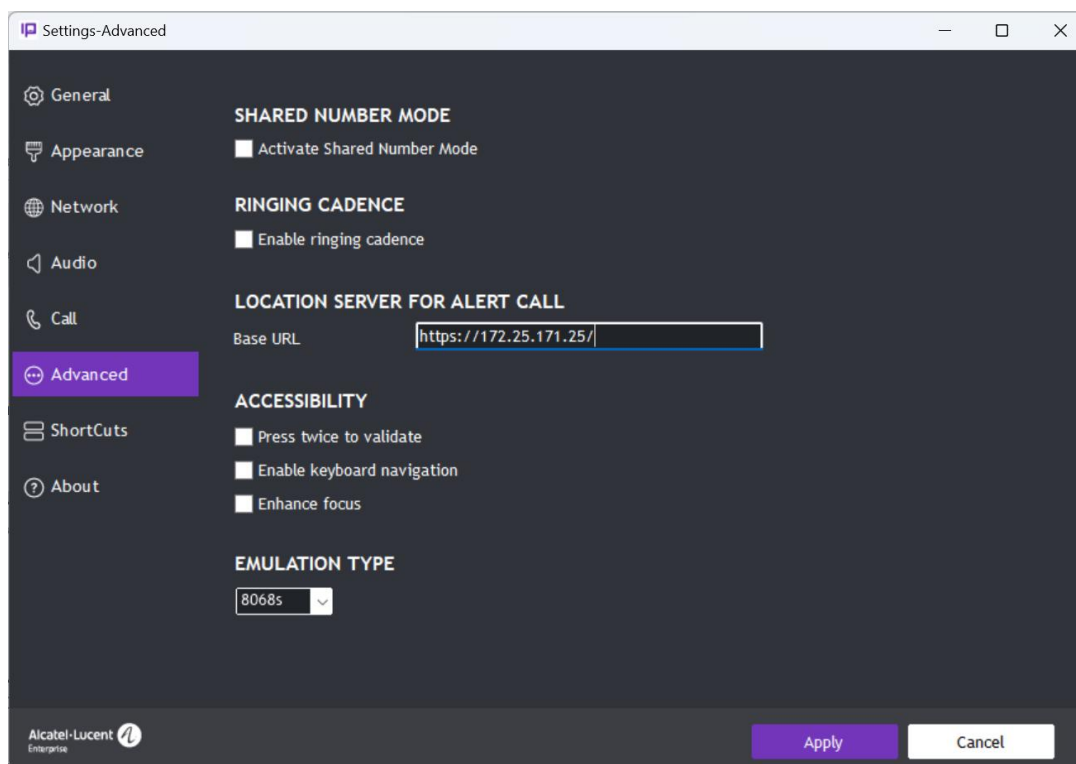 Settings-Advanced
General
Appearance
Network
Audio
Call
Advanced
ShortCuts
About
SHARED NUMBER MODE
Activate Shared Number Mode
RINGING CADENCE
Enable ringing cadence
LOCATION SERVER FOR ALERT CALL
Base URL https://172.25.171.25/
ACCESSIBILITY
Press twice to validate
Enable keyboard navigation
Enhance focus
EMULATION TYPE
8068s
Alcatel·Lucent
Enterprise
Apply Cancel